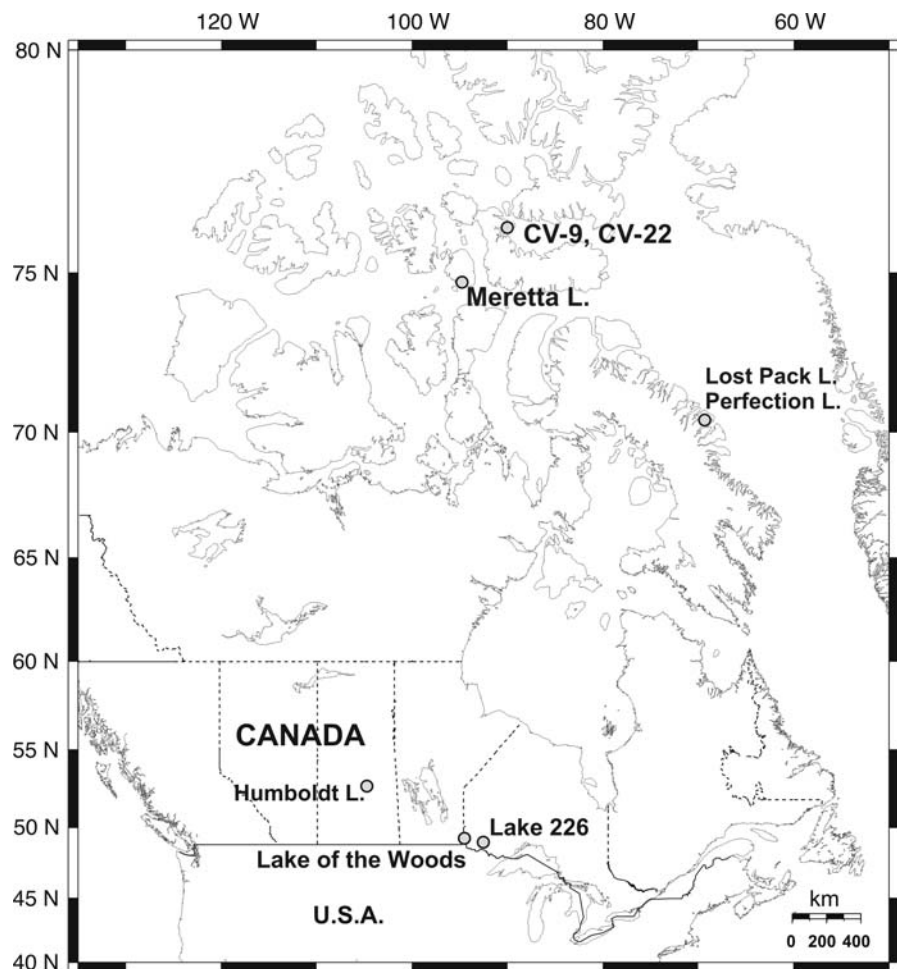 120 W 100 W 80 W 60 W
80 N
CV-9, CV-22
75 N
Meretta L.
Lost Pack L.
Perfection L.
70 N
65 N
60 N
CANADA
55 N
Humboldt L.
50 N
Lake 226
Lake of the Woods
45 N
km
U.S.A.
0 200 400
40 N